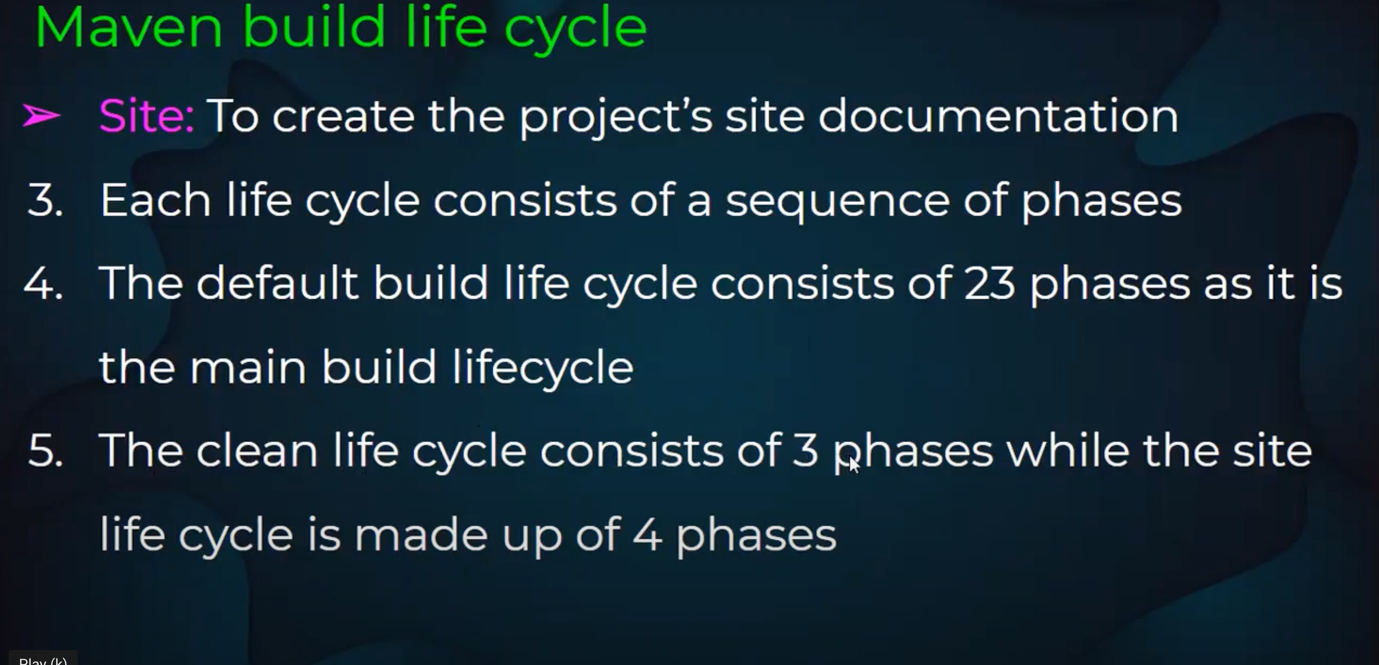 Maven build life cycle
➢ Site: To create the project’s site documentation
3. Each life cycle consists of a sequence of phases
4. The default build life cycle consists of 23 phases as it is
the main build lifecycle
5. The clean life cycle consists of 3 phases while the site
life cycle is made up of 4 phases
Play (k)